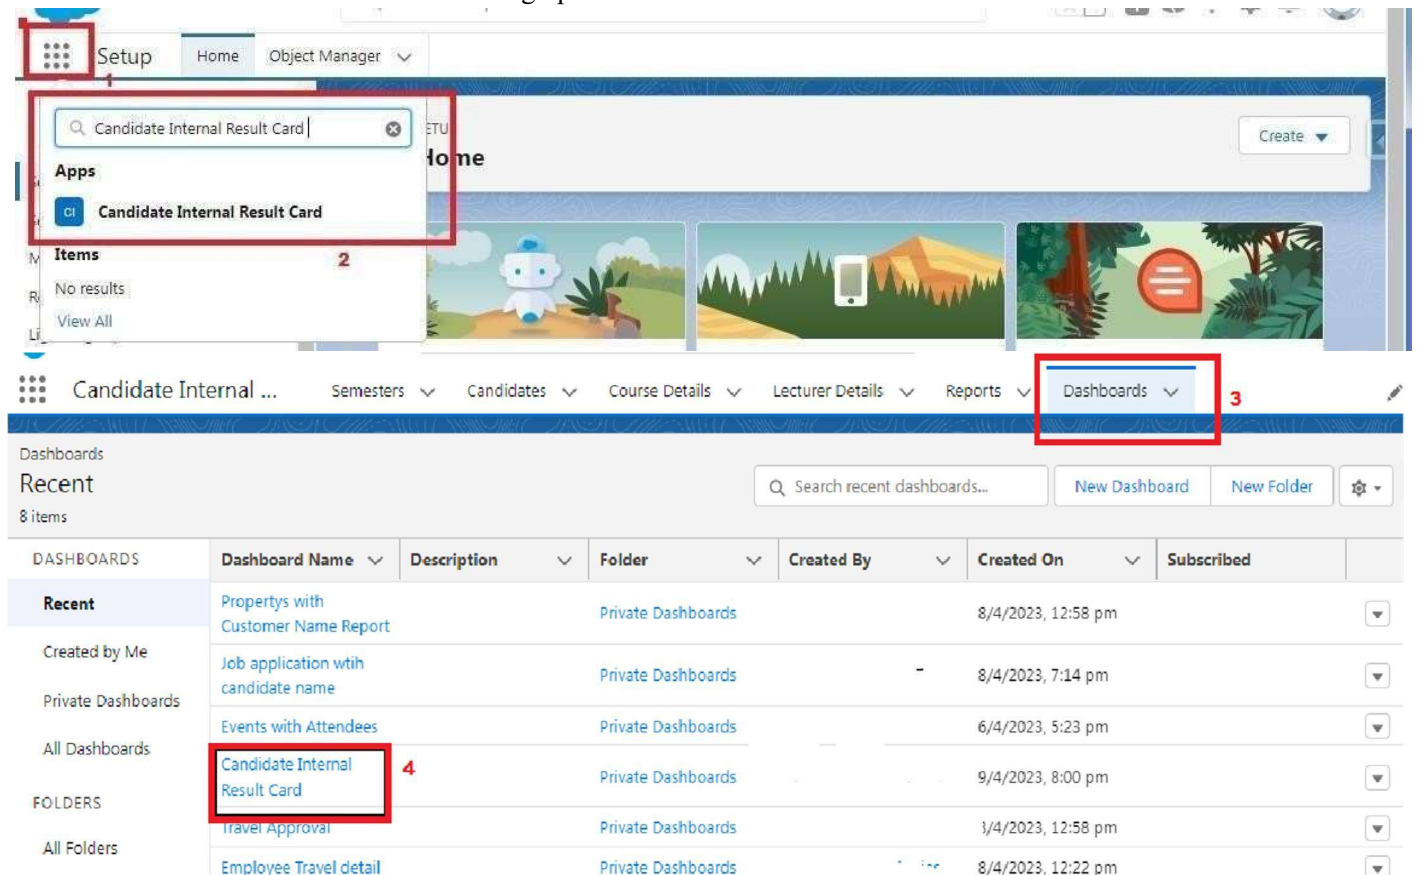 Setup Home Object Manager
1
Candidate Internal Result Card
Apps
CI Candidate Internal Result Card
Items
2
No results
View All
Home
Create
Candidate Internal ... Semesters Candidates Course Details Lecturer Details Reports Dashboards
3
Dashboards
Recent
8 items
Search recent dashboards... New Dashboard New Folder
DASHBOARDS Dashboard Name Description Folder Created By Created On Subscribed
Recent
Created by Me
Private Dashboards
All Dashboards
FOLDERS
All Folders
Propertys with
Customer Name Report
Private Dashboards 8/4/2023, 12:58 pm
Job application wtih
candidate name
Private Dashboards 8/4/2023, 7:14 pm
Events with Attendees Private Dashboards 6/4/2023, 5:23 pm
Candidate Internal
Result Card
4
Private Dashboards 9/4/2023, 8:00 pm
Travel Approval Private Dashboards /4/2023, 12:58 pm
Employee Travel detail Private Dashboards 8/4/2023, 12:22 pm